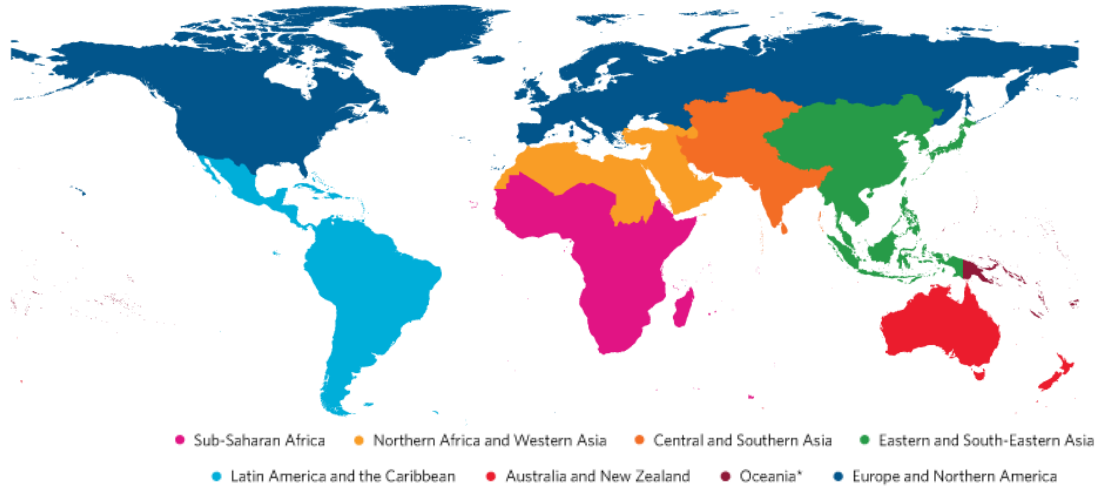 Sub-Saharan Africa Northern Africa and Western Asia Central and Southern Asia Eastern and South-Eastern Asia
Latin America and the Caribbean Australia and New Zealand Oceania* Europe and Northern America